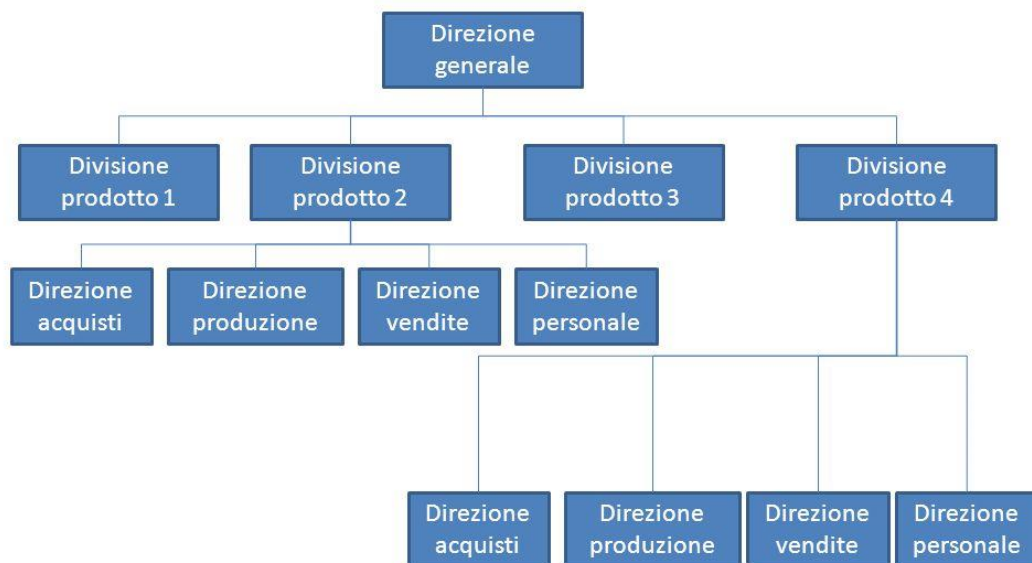 Direzione
generale
Divisione
prodotto 1
Divisione
prodotto 2
Divisione
prodotto 3
Divisione
prodotto 4
Direzione
acquisti
Direzione
produzione
Direzione
vendite
Direzione
personale
Direzione
acquisti
Direzione
produzione
Direzione
vendite
Direzione
personale